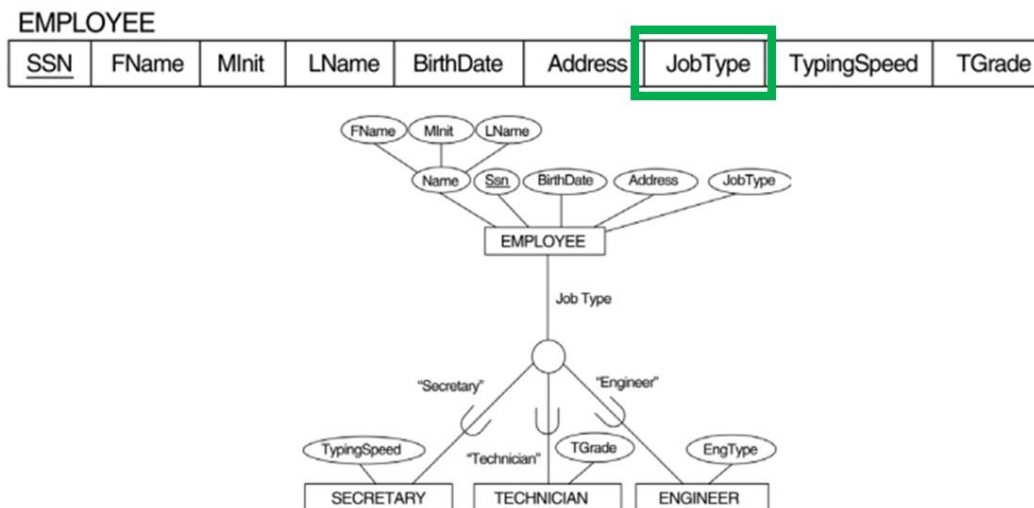 EMPLOYEE
SSN FName MInit LName BirthDate Address JobType TypingSpeed TGrade
FName MInit LName
Name Ssn BirthDate Address JobType
EMPLOYEE
Job Type
"Secretary" "Engineer"
TypingSpeed "Technician" TGrade EngType
SECRETARY TECHNICIAN ENGINEER